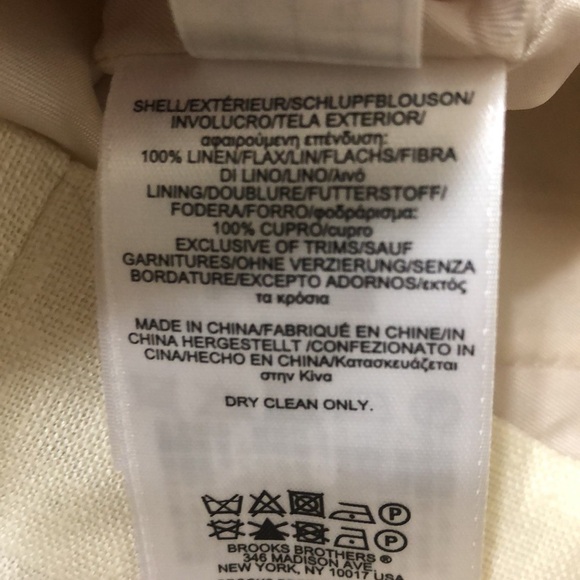 SHELL/EXTÉRIEUR/SCHLUPFBLOUSON/
INVOLUCRO/TELA EXTERIOR/
αφαιρούμενη επένδυση:
100% LINEN/FLAX/LIN/FLACHS/FIBRA
DI LINO/LINO/λινό
LINING/DOUBLURE/FUTTERSTOFF/
FODERA/FORRO/φοδράρισμα:
100% CUPRO/cupro
EXCLUSIVE OF TRIMS/SAUF
GARNITURES/OHNE VERZIERUNG/SENZA
BORDATURE/EXCEPTO ADORNOS/εκτός
τα κρόσια
MADE IN CHINA/FABRIQUÉ EN CHINE/IN
CHINA HERGESTELLT /CONFEZIONATO IN
CINA/HECHO EN CHINA/Κατασκευάζεται
στην Κίνα
DRY CLEAN ONLY.
P
P
BROOKS BROTHERS ®
346 MADISON AVE
NEW YORK, NY 10017 USA